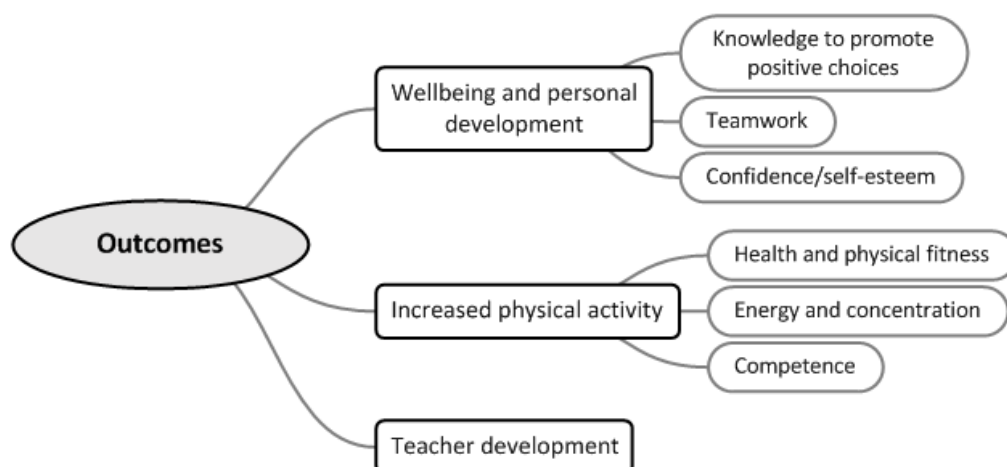 Knowledge to promote
positive choices
Wellbeing and personal
development
Teamwork
Confidence/self-esteem
Outcomes
Health and physical fitness
Increased physical activity
Energy and concentration
Competence
Teacher development